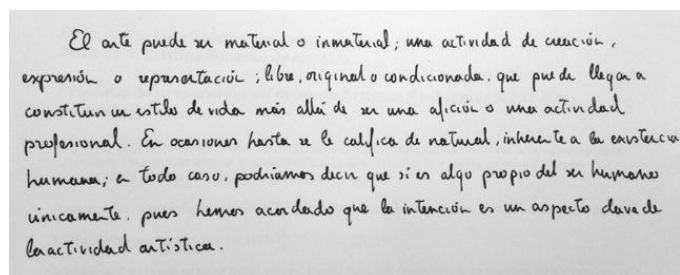 El arte puede ser material o inmaterial; una actividad de creación,
expresión o representación; libre, original o condicionada, que puede llegar a
constituir un estilo de vida más allá de ser una afición o una actividad
profesional. En ocasiones hasta se le califica de natural, inherente a la existencia
humana; en todo caso, podríamos decir que sí es algo propio del ser humano
únicamente, pues hemos acordado que la intención es un aspecto clave de
la actividad artística.